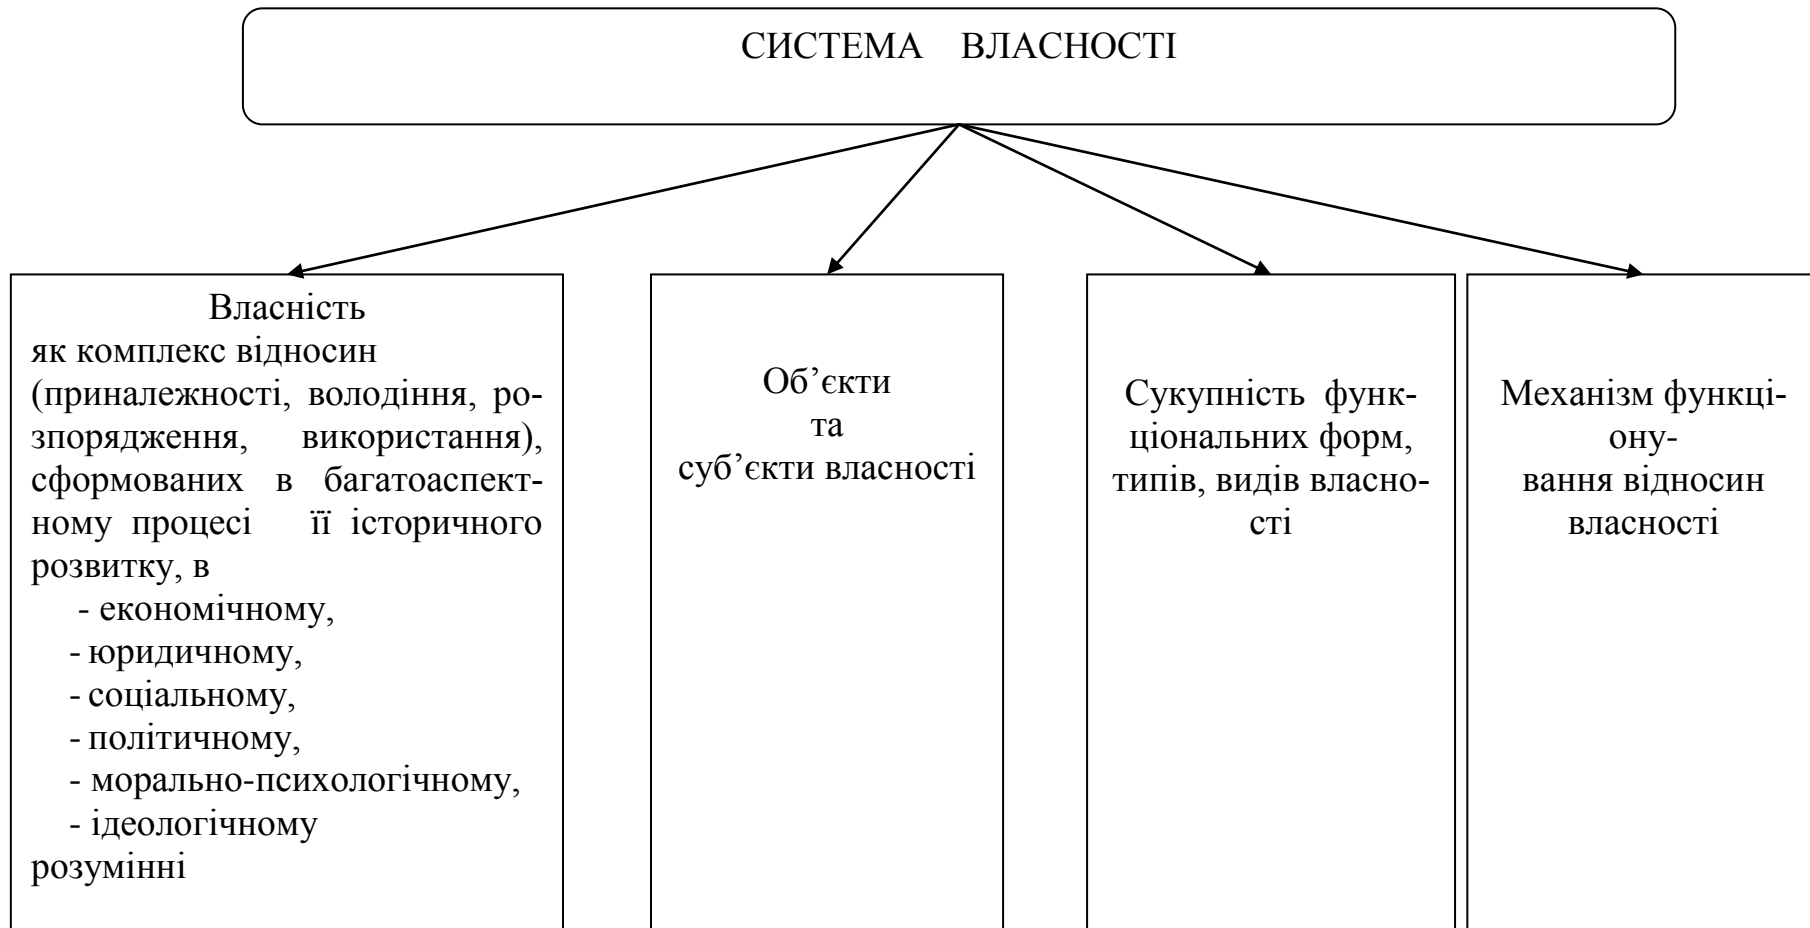 СИСТЕМА ВЛАСНОСТІ
Власність
як комплекс відносин
(приналежності, володіння, ро-
зпорядження, використання),
сформованих в багатоаспект-
ному процесі її історичного
розвитку, в
- економічному,
- юридичному,
- соціальному,
- політичному,
- морально-психологічному,
- ідеологічному
розумінні
Об’єкти
та
суб’єкти власності
Сукупність функ-
ціональних форм,
типів, видів власно-
сті
Механізм функці-
ону-
вання відносин
власності